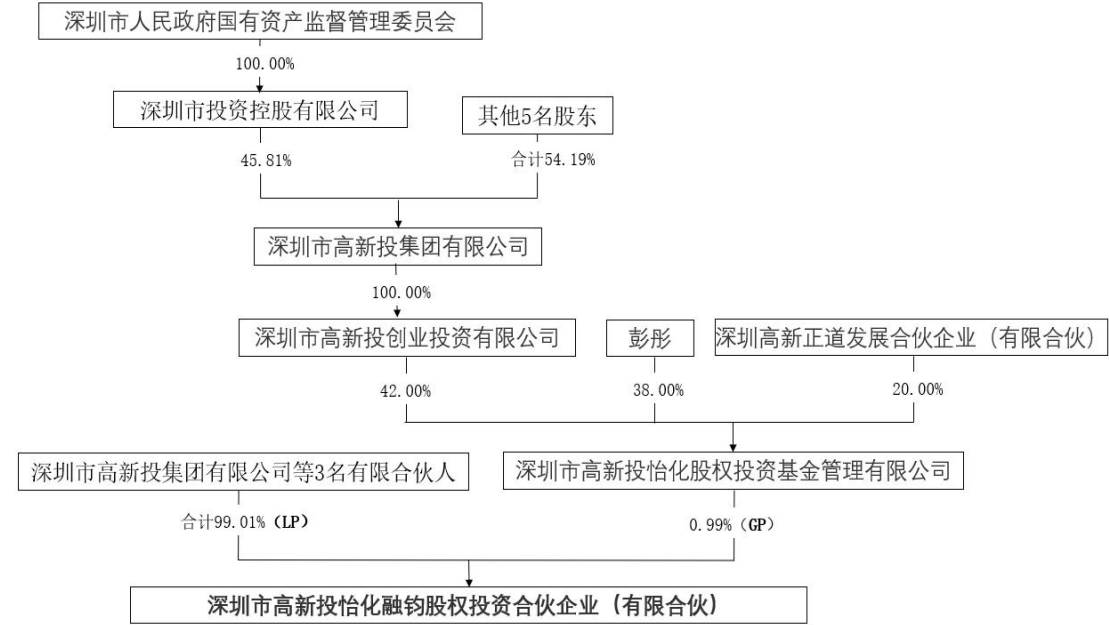 深圳市人民政府国有资产监督管理委员会
100.00%
深圳市投资控股有限公司
其他5名股东
45.81%
合计54.19%
深圳市高新投集团有限公司
100.00%
深圳市高新投创业投资有限公司
彭彤
深圳高新正道发展合伙企业（有限合伙）
42.00%
38.00%
20.00%
深圳市高新投集团有限公司等3名有限合伙人
深圳市高新投怡化股权投资基金管理有限公司
合计99.01%（LP）
0.99%（GP）
深圳市高新投怡化融钧股权投资合伙企业（有限合伙）